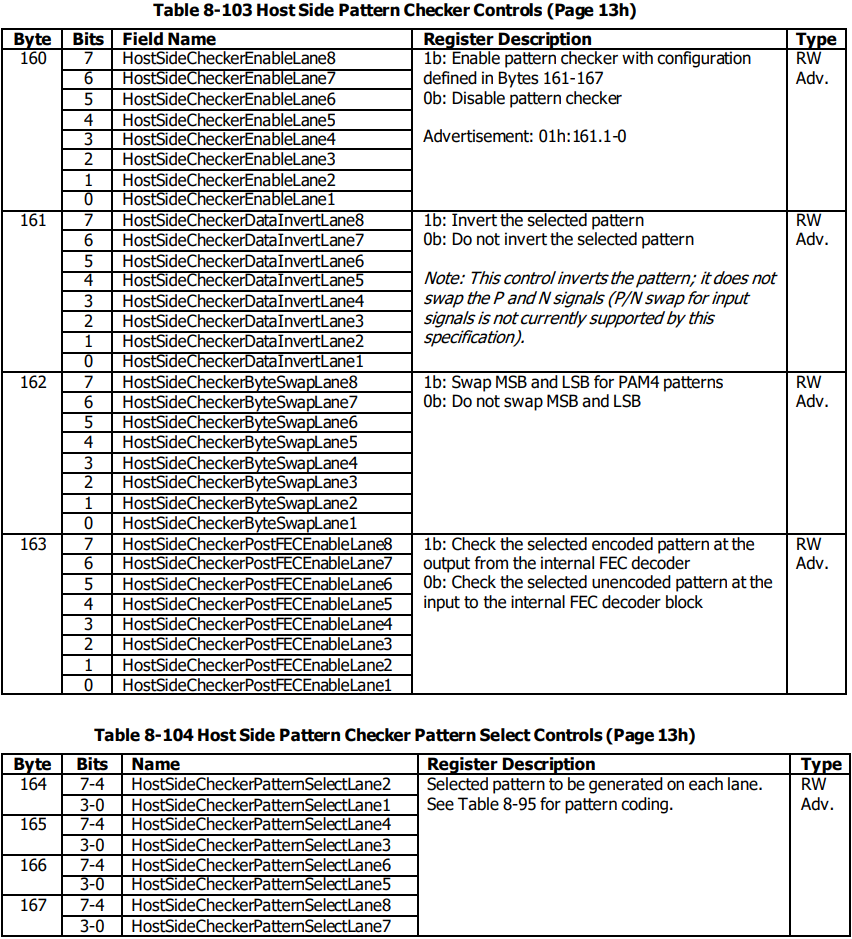 Table 8-103 Host Side Pattern Checker Controls (Page 13h)
Byte Bits Field Name Register Description Type
160 7 HostSideCheckerEnableLane8 1b: Enable pattern checker with configuration RW
6 HostSideCheckerEnableLane7 defined in Bytes 161-167 Adv.
5 HostSideCheckerEnableLane6 0b: Disable pattern checker
4 HostSideCheckerEnableLane5
3 HostSideCheckerEnableLane4 Advertisement: 01h:161.1-0
2 HostSideCheckerEnableLane3
1 HostSideCheckerEnableLane2
0 HostSideCheckerEnableLane1
161 7 HostSideCheckerDataInvertLane8 1b: Invert the selected pattern RW
6 HostSideCheckerDataInvertLane7 0b: Do not invert the selected pattern Adv.
5 HostSideCheckerDataInvertLane6
4 HostSideCheckerDataInvertLane5 Note: This control inverts the pattern; it does not
3 HostSideCheckerDataInvertLane4 swap the P and N signals (P/N swap for input
2 HostSideCheckerDataInvertLane3 signals is not currently supported by this
1 HostSideCheckerDataInvertLane2 specification).
0 HostSideCheckerDataInvertLane1
162 7 HostSideCheckerByteSwapLane8 1b: Swap MSB and LSB for PAM4 patterns RW
6 HostSideCheckerByteSwapLane7 0b: Do not swap MSB and LSB Adv.
5 HostSideCheckerByteSwapLane6
4 HostSideCheckerByteSwapLane5
3 HostSideCheckerByteSwapLane4
2 HostSideCheckerByteSwapLane3
1 HostSideCheckerByteSwapLane2
0 HostSideCheckerByteSwapLane1
163 7 HostSideCheckerPostFECEnableLane8 1b: Check the selected encoded pattern at the RW
6 HostSideCheckerPostFECEnableLane7 output from the internal FEC decoder Adv.
5 HostSideCheckerPostFECEnableLane6 0b: Check the selected unencoded pattern at the
4 HostSideCheckerPostFECEnableLane5 input to the internal FEC decoder block
3 HostSideCheckerPostFECEnableLane4
2 HostSideCheckerPostFECEnableLane3
1 HostSideCheckerPostFECEnableLane2
0 HostSideCheckerPostFECEnableLane1
Table 8-104 Host Side Pattern Checker Pattern Select Controls (Page 13h)
Byte Bits Name Register Description Type
164 7-4 HostSideCheckerPatternSelectLane2 Selected pattern to be generated on each lane. RW
3-0 HostSideCheckerPatternSelectLane1 See Table 8-95 for pattern coding. Adv.
165 7-4 HostSideCheckerPatternSelectLane4
3-0 HostSideCheckerPatternSelectLane3
166 7-4 HostSideCheckerPatternSelectLane6
3-0 HostSideCheckerPatternSelectLane5
167 7-4 HostSideCheckerPatternSelectLane8
3-0 HostSideCheckerPatternSelectLane7